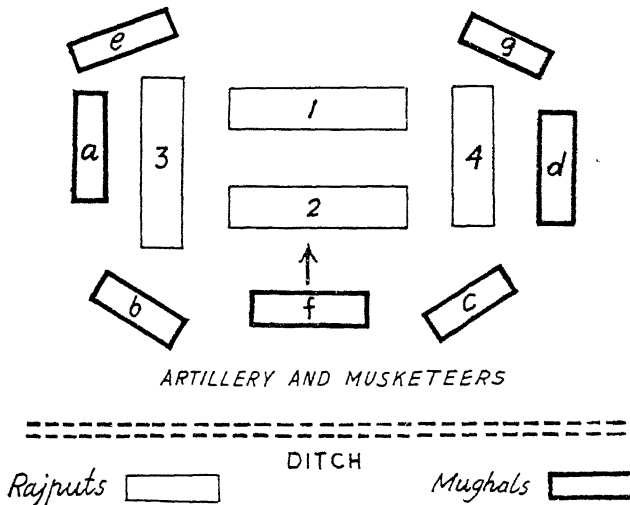 e g
1
a 3 4 d
2
b f c
ARTILLERY AND MUSKETEERS
DITCH
Rajputs Mughals